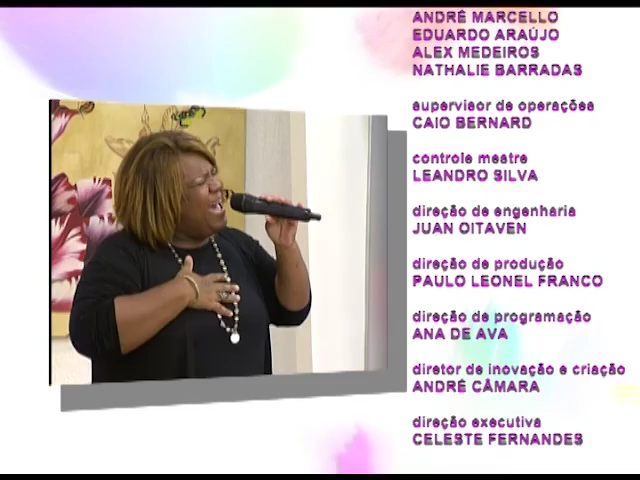 ANDRÉ MARCELLO
EDUARDO ARAÚJO
ALEX MEDEIROS
NATHALIE BARRADAS
supervisor de operações
CAIO BERNARD
controle mestre
LEANDRO SILVA
direção de engenharia
JUAN OITAVEN
direção de produção
PAULO LEONEL FRANCO
direção de programação
ANA DE AVA
diretor de inovação e criação
ANDRÉ CÂMARA
direção executiva
CELESTE FERNANDES